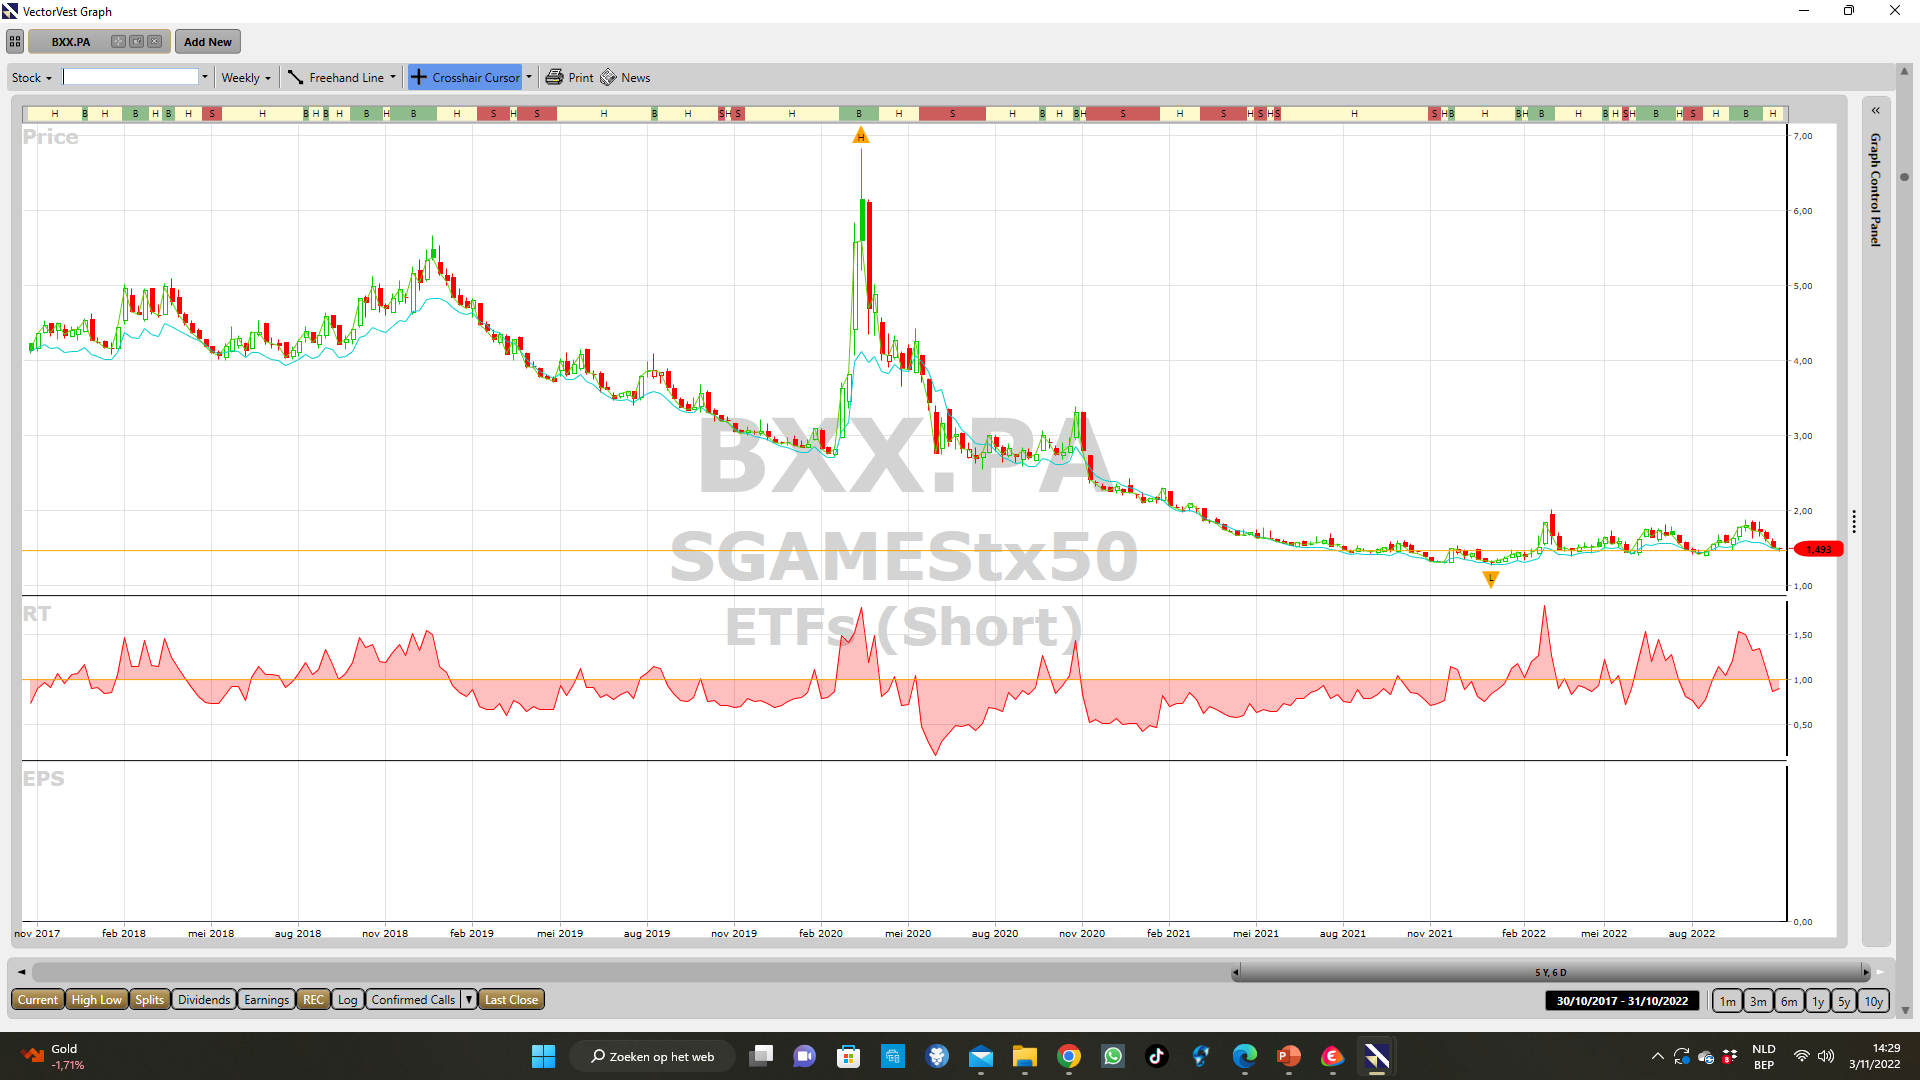 VectorVest Graph
BXX.PA
Add New
Stock
Weekly
Freehand Line
Crosshair Cursor
Print
News
H B H B H B H S H B H B H B H B H S H S H B H S H S H B H S H B H B H S H S H S H S H S H B H B H B H B H S H B H S H B H
Price
H
7,00
6,00
5,00
4,00
3,00
2,00
1.493
1,00
L
BXX.PA
SGAMEStx50
ETFs (Short)
RT
1,50
1,00
0,50
EPS
0,00
nov 2017 feb 2018 mei 2018 aug 2018 nov 2018 feb 2019 mei 2019 aug 2019 nov 2019 feb 2020 mei 2020 aug 2020 nov 2020 feb 2021 mei 2021 aug 2021 nov 2021 feb 2022 mei 2022 aug 2022
Graph Control Panel
5 Y, 6 D
Current High Low Splits Dividends Earnings REC Log Confirmed Calls Last Close
30/10/2017 - 31/10/2022
1m 3m 6m 1y 5y 10y
Gold
-1,71%
Zoeken op het web
NLD
BEP
14:29
3/11/2022